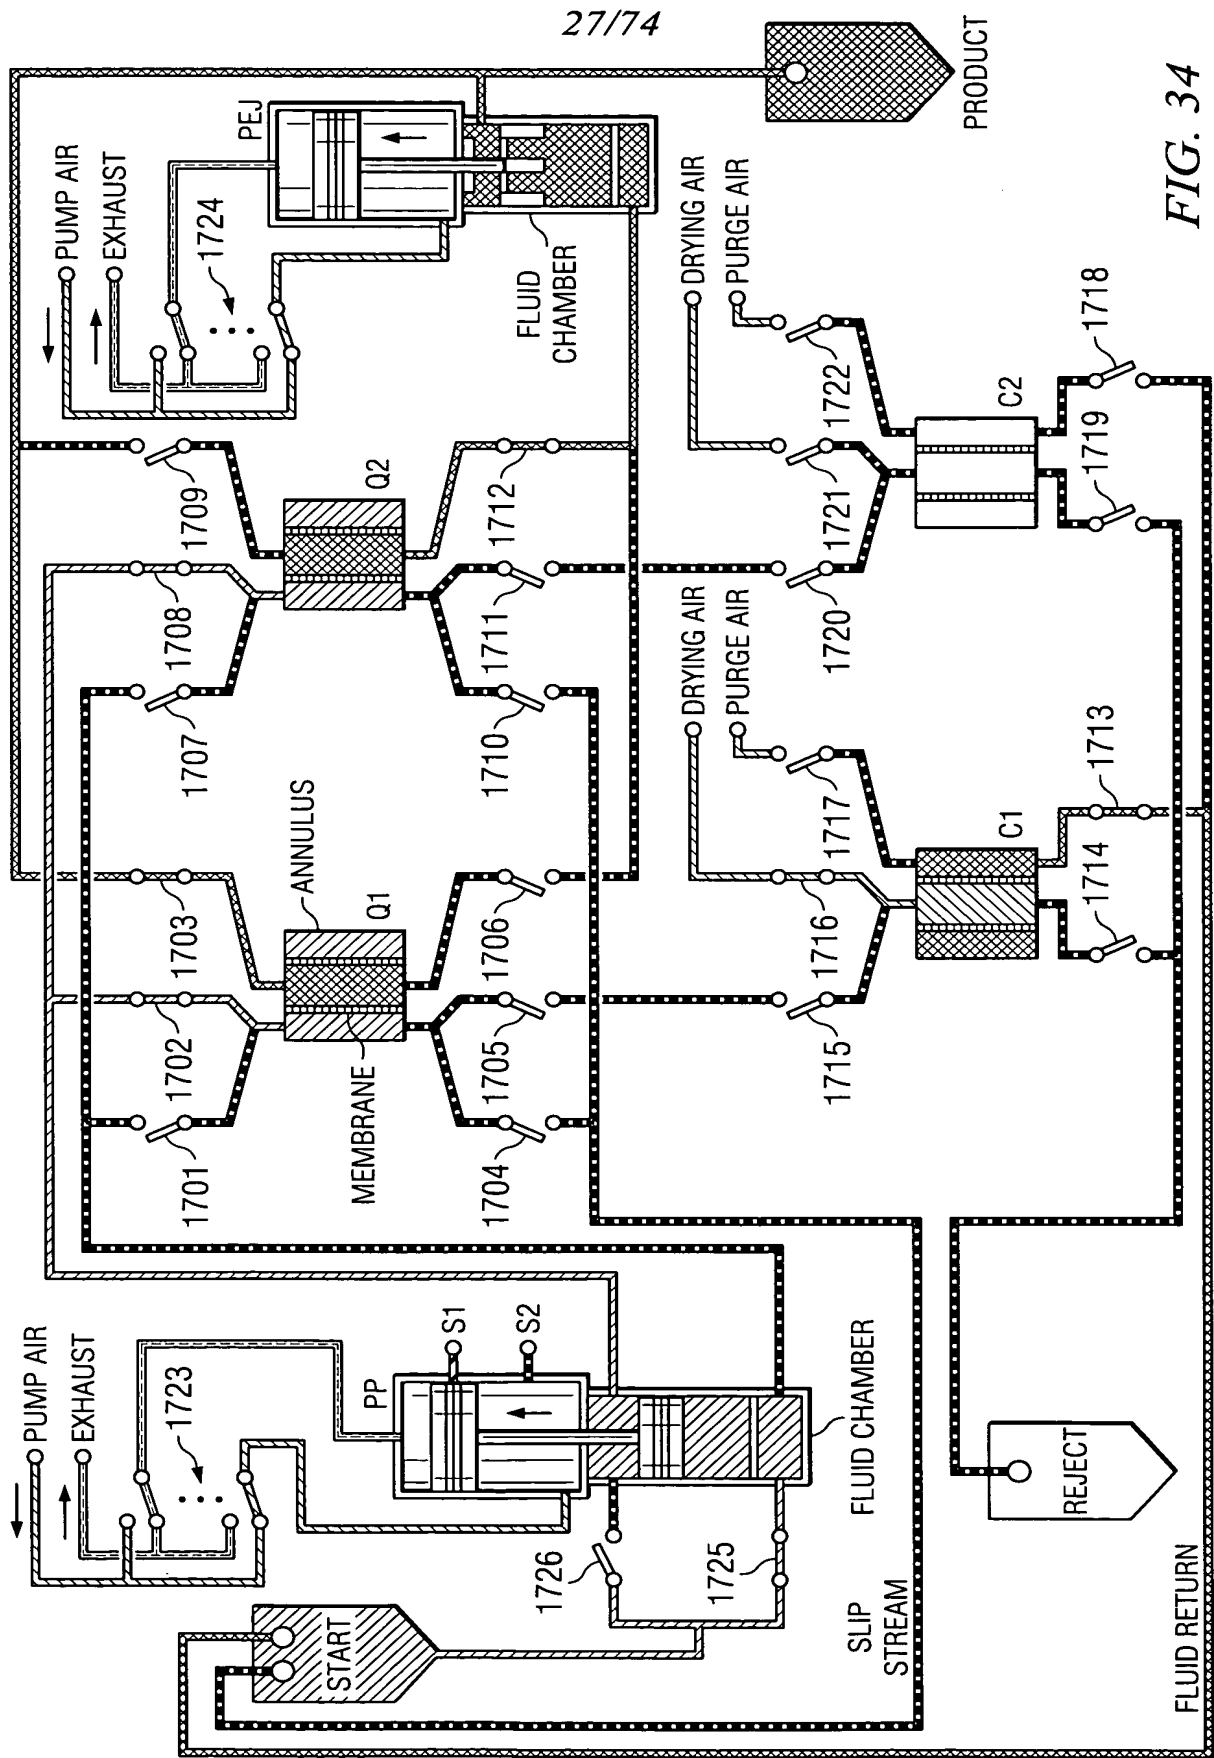 27/74
PUMP AIR
EXHAUST
1724
PEJ
FLUID
CHAMBER
PRODUCT
1709
Q2
1708
1707
1712
1711
1710
DRYING AIR
PURGE AIR
1722
1721
1720
C2
1718
1719
1703
ANNULUS
Q1
1702
1701
MEMBRANE
1706
1705
1704
DRYING AIR
PURGE AIR
1717
1716
1715
C1
1713
1714
PUMP AIR
EXHAUST
1723
PP
S1
S2
FLUID CHAMBER
1726
1725
START
SLIP
STREAM
REJECT
FLUID RETURN
FIG. 34